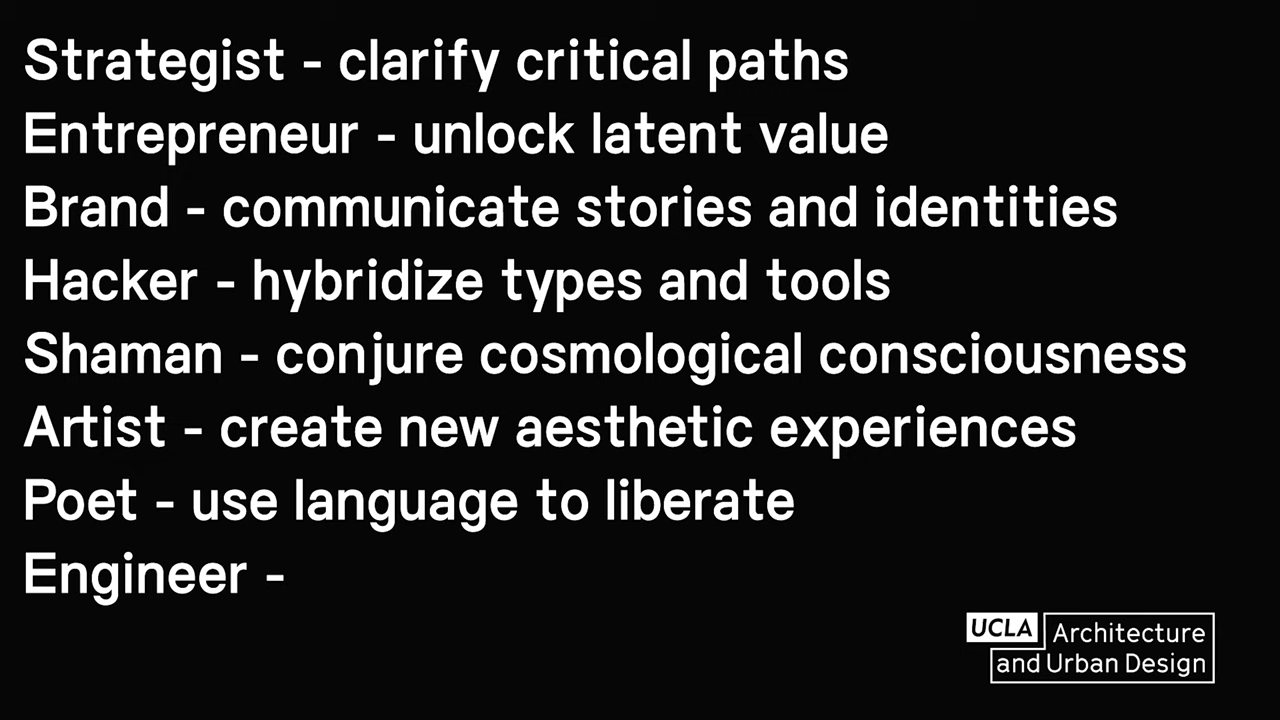 Strategist - clarify critical paths
Entrepreneur - unlock latent value
Brand - communicate stories and identities
Hacker - hybridize types and tools
Shaman - conjure cosmological consciousness
Artist - create new aesthetic experiences
Poet - use language to liberate
Engineer -
UCLA Architecture
and Urban Design